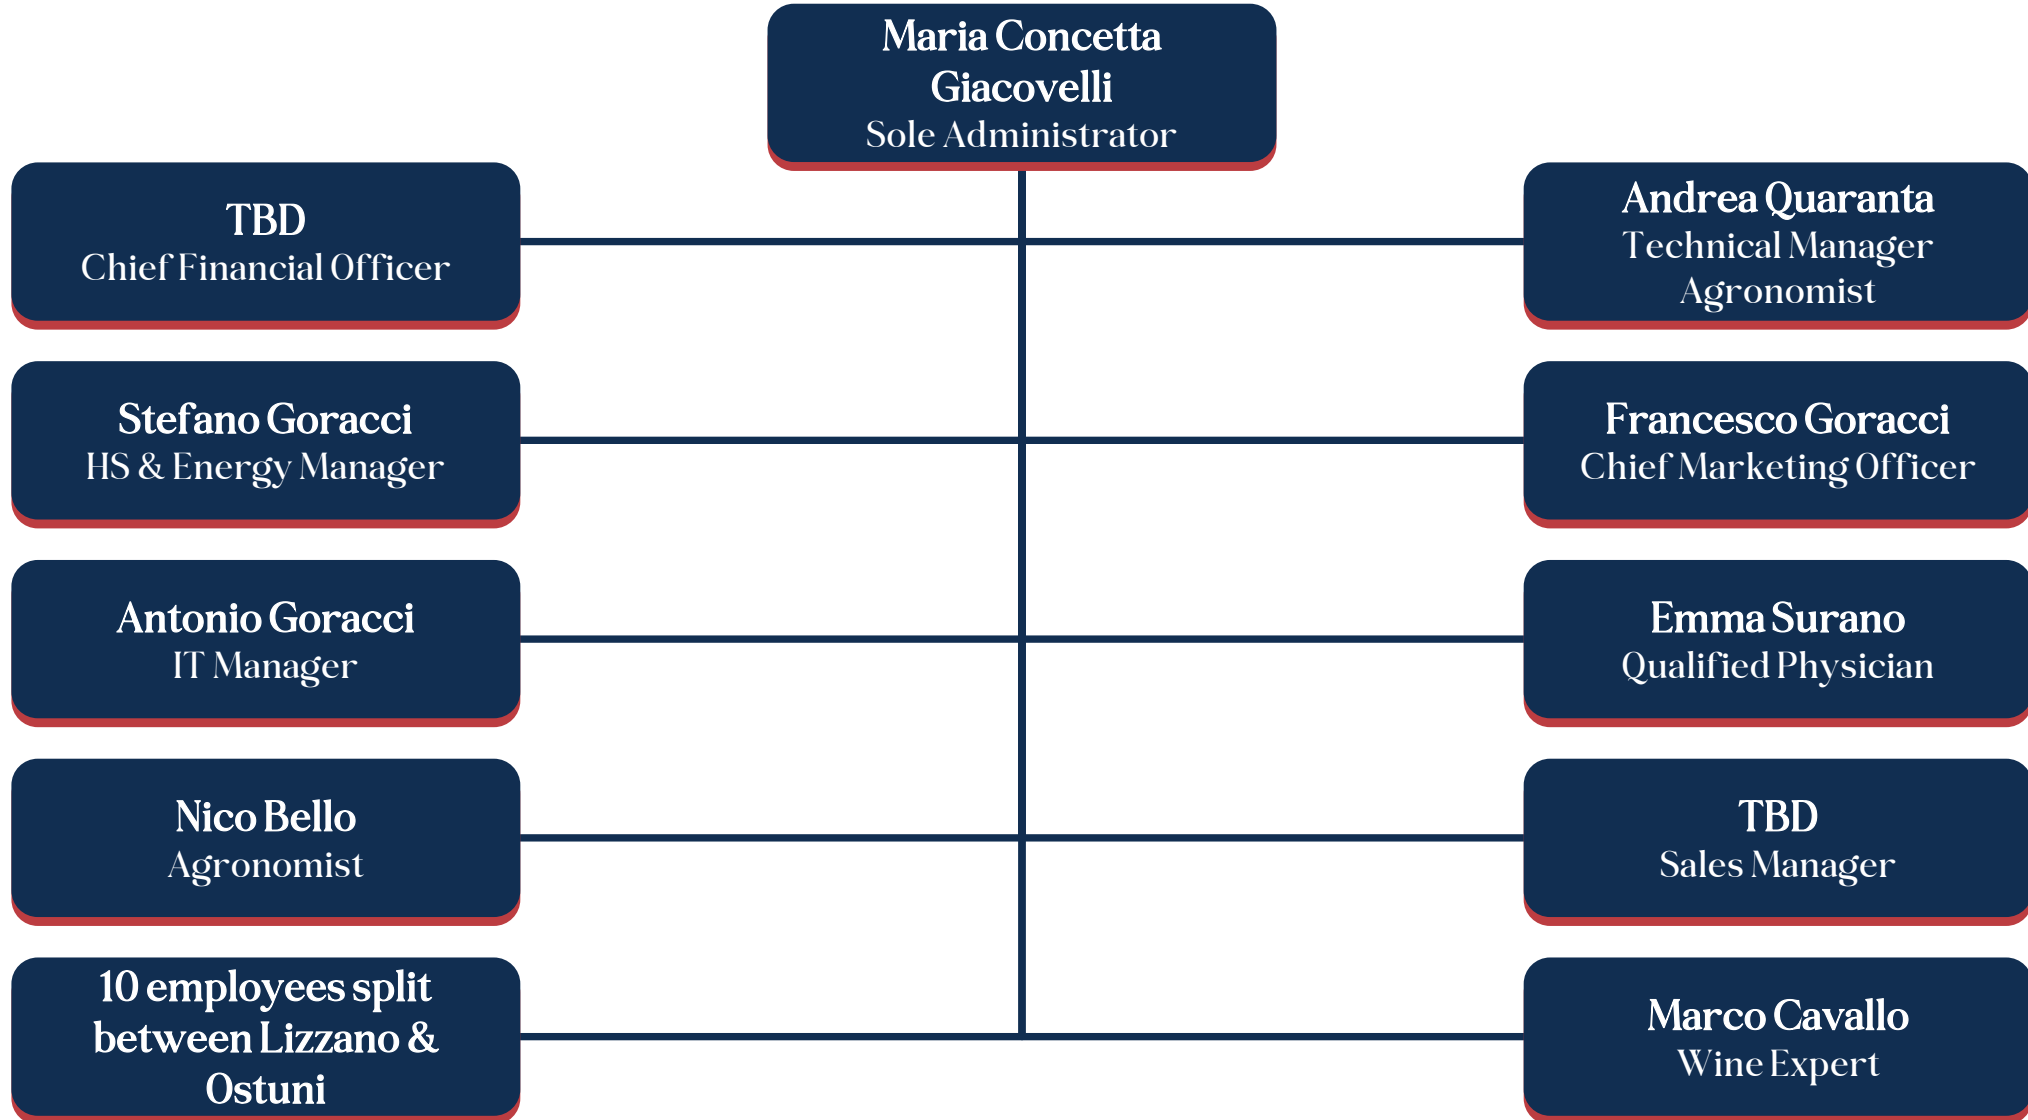 Maria Concetta
Giacovelli
Sole Administrator
TBD
Chief Financial Officer
Andrea Quaranta
Technical Manager
Agronomist
Stefano Goracci
HS & Energy Manager
Francesco Goracci
Chief Marketing Officer
Antonio Goracci
IT Manager
Emma Surano
Qualified Physician
Nico Bello
Agronomist
TBD
Sales Manager
10 employees split
between Lizzano &
Ostuni
Marco Cavallo
Wine Expert